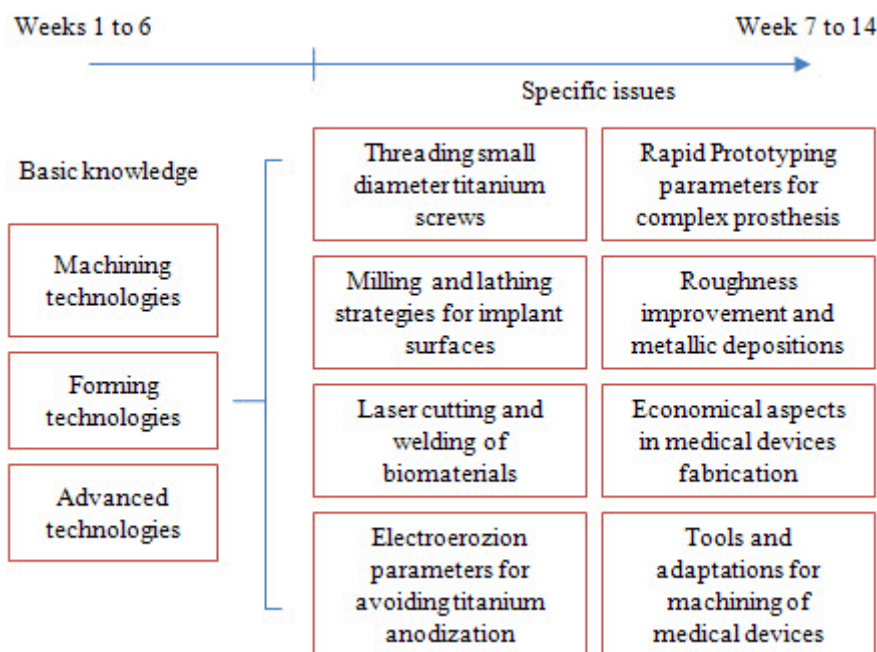 Weeks 1 to 6
Week 7 to 14
Specific issues
Basic knowledge
Machining
technologies
Forming
technologies
Advanced
technologies
Threading small
diameter titanium
screws
Rapid Prototyping
parameters for
complex prosthesis
Milling and lathing
strategies for implant
surfaces
Roughness
improvement and
metallic depositions
Laser cutting and
welding of
biomaterials
Economical aspects
in medical devices
fabrication
Electroerozion
parameters for
avoiding titanium
anodization
Tools and
adaptations for
machining of
medical devices